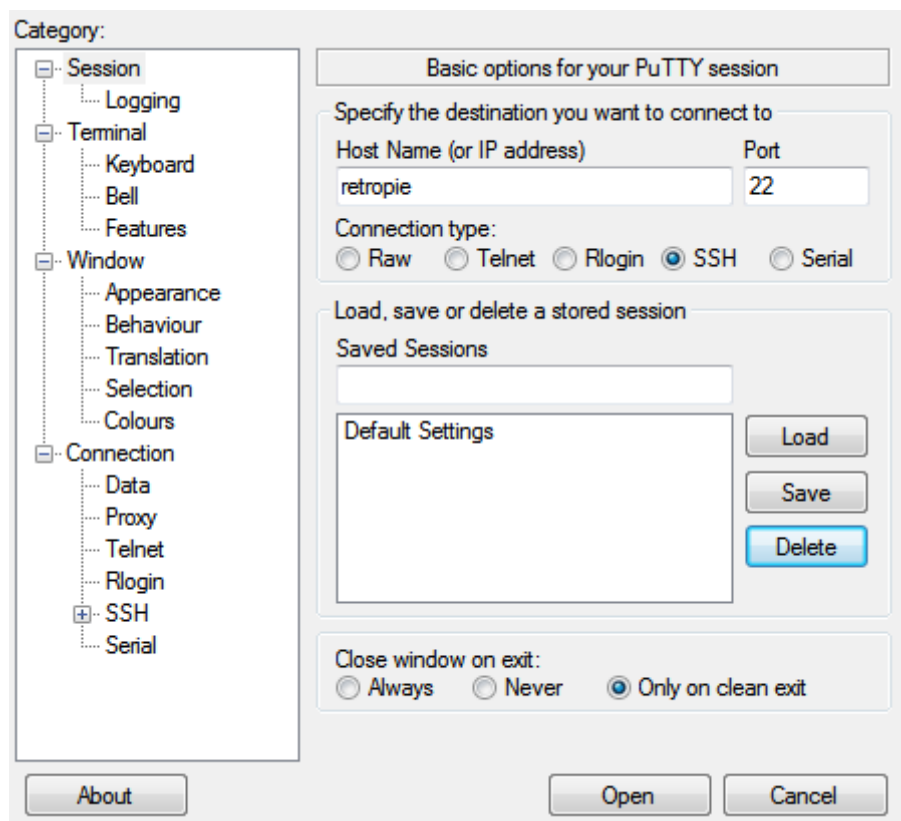 Category:
Session
Logging
Terminal
Keyboard
Bell
Features
Window
Appearance
Behaviour
Translation
Selection
Colours
Connection
Data
Proxy
Telnet
Rlogin
SSH
Serial
Basic options for your PuTTY session
Specify the destination you want to connect to
Host Name (or IP address) Port
retropie 22
Connection type:
Raw Telnet Rlogin SSH Serial
Load, save or delete a stored session
Saved Sessions
Default Settings
Load
Save
Delete
Close window on exit:
Always Never Only on clean exit
About Open Cancel